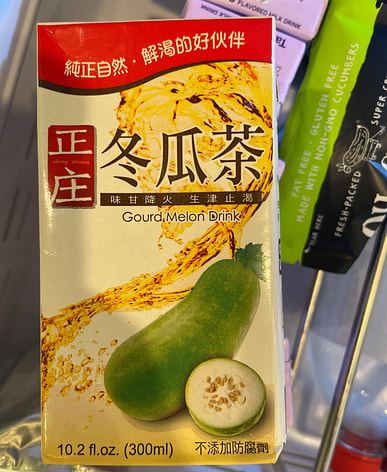 純正自然・解渴的好伙伴
正庄
zheng zhuang
冬瓜茶
味甘降火 生津止渴
Gourd Melon Drink
10.2 fl.oz. (300ml)
不添加防腐劑
FLAVORED MILK DRINK
FAT FREE GLUTEN FREE
MADE WITH NON-GMO CUCUMBERS
TEAR HERE
FRESH-PACKED